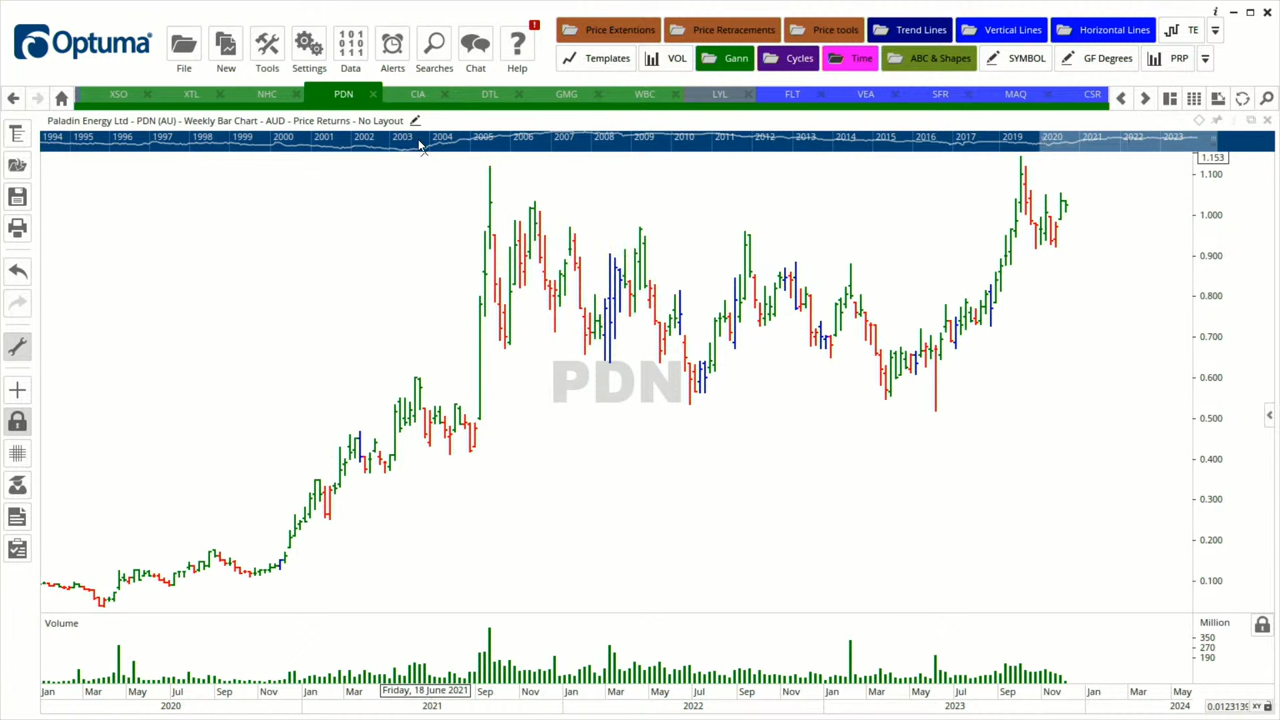 i
Optuma
File
New
Tools
Settings
101
010
101
Data
Alerts
Searches
Chat
?
!
Help
Price Extentions
Price Retracements
Price tools
Trend Lines
Vertical Lines
Horizontal Lines
TE
Templates
VOL
Gann
Cycles
Time
ABC & Shapes
SYMBOL
GF Degrees
PRP
XSO
XTL
NHC
PDN
CIA
DTL
GMG
WBC
LYL
FLT
VEA
SFR
MAQ
CSR
Paladin Energy Ltd - PDN (AU) - Weekly Bar Chart - AUD - Price Returns - No Layout
1994 1995 1996 1997 1998 1999 2000 2001 2002 2003 2004 2005 2006 2007 2008 2009 2010 2011 2012 2013 2014 2015 2016 2017 2018 2019 2020 2021 2022 2023
1.153
1.100
1.000
0.900
0.800
0.700
PDN
0.600
0.500
0.400
0.300
0.200
0.100
Volume
Million
350
270
190
Jan Mar May Jul Sep Nov Jan Mar Friday, 18 June 2021 Sep Nov Jan Mar May Jul Sep Nov Jan Mar May Jul Sep Nov Jan Mar May
2020 2021 2022 2023 2024
0.0123139 XY